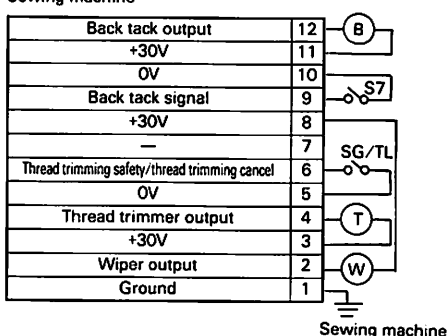 Sewing machine
Back tack output 12 B
+30V 11
0V 10
Back tack signal 9 S7
+30V 8
— 7
Thread trimming safety/thread trimming cancel 6 SG/TL
0V 5
Thread trimmer output 4 T
+30V 3
Wiper output 2 W
Ground 1
Sewing machine